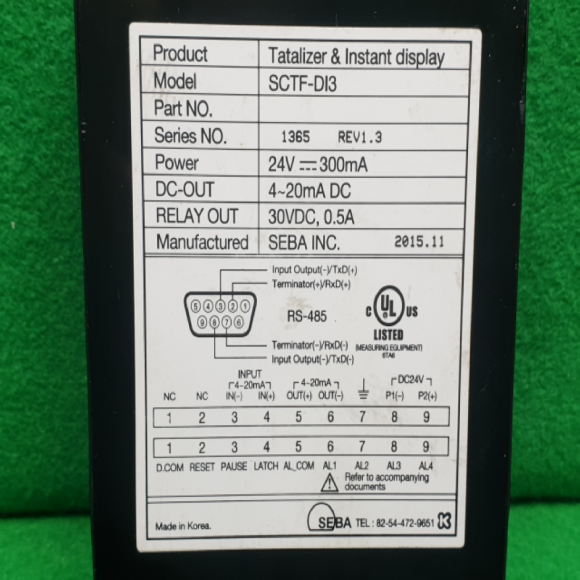 Product Tatalizer & Instant display
Model SCTF-DI3
Part NO.
Series NO. 1365 REV1.3
Power 24V⎓300mA
DC-OUT 4~20mA DC
RELAY OUT 30VDC, 0.5A
Manufactured SEBA INC. 2015.11
Input Output(-)/TxD(+)
Terminator(+)/RxD(+)
5 4 3 2 1
9 8 7 6
RS-485
C UL US
LISTED
(MEASURING EQUIPMENT)
6TA6
Terminator(-)/RxD(-)
Input Output(-)/TxD(-)
INPUT
4-20mA 4-20mA DC24V
NC NC IN(-) IN(+) OUT(+) OUT(-) P1(-) P2(+)
1 2 3 4 5 6 7 8 9
1 2 3 4 5 6 7 8 9
D.COM RESET PAUSE LATCH AL_COM AL1 AL2 AL3 AL4
Refer to accompanying
documents
Made in Korea. SEBA TEL : 82-54-472-9651